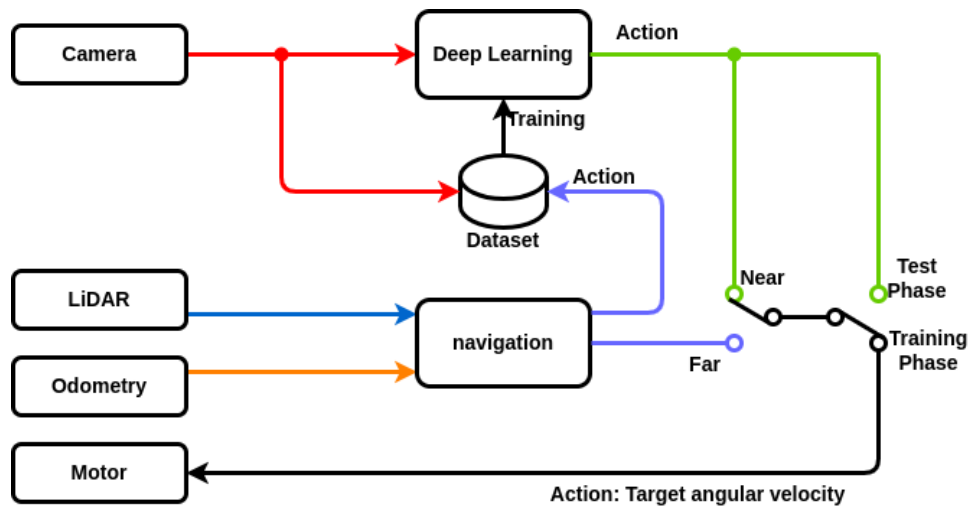 Camera
Deep Learning
Action
Training
Action
Dataset
LiDAR
Near
Test
Phase
navigation
Far
Training
Phase
Odometry
Motor
Action: Target angular velocity